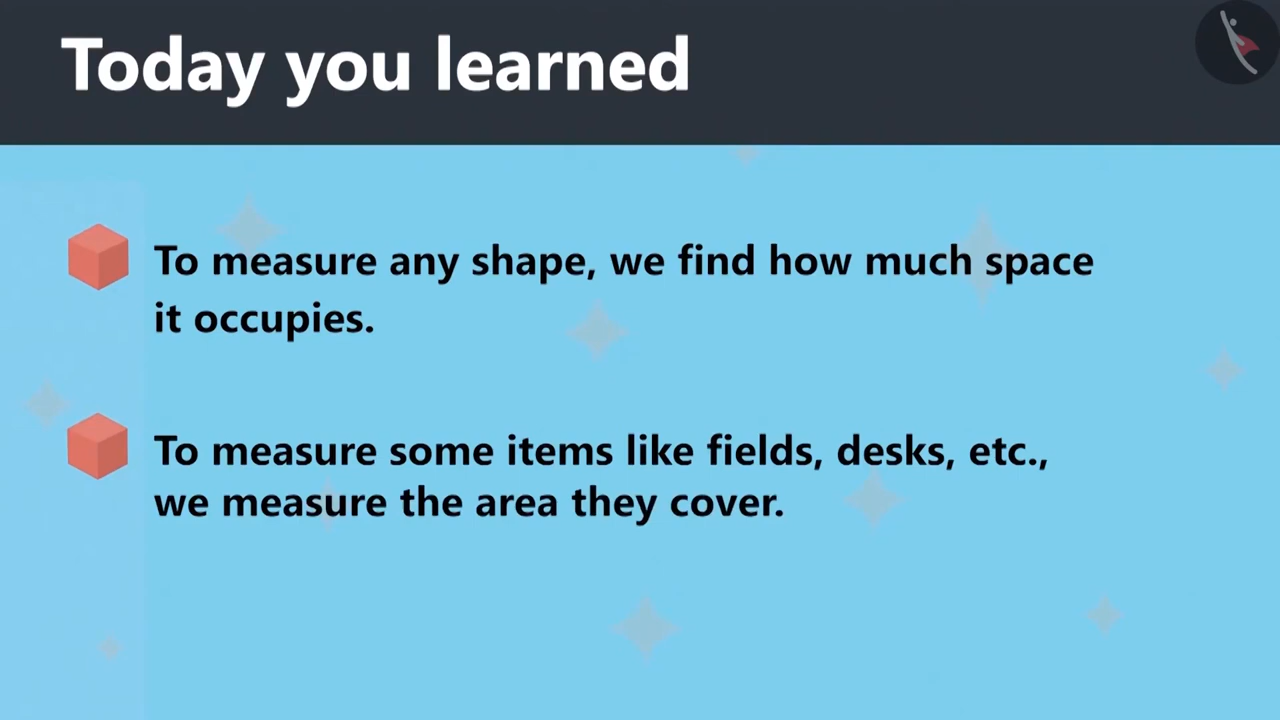 Today you learned
To measure any shape, we find how much space
it occupies.
To measure some items like fields, desks, etc.,
we measure the area they cover.